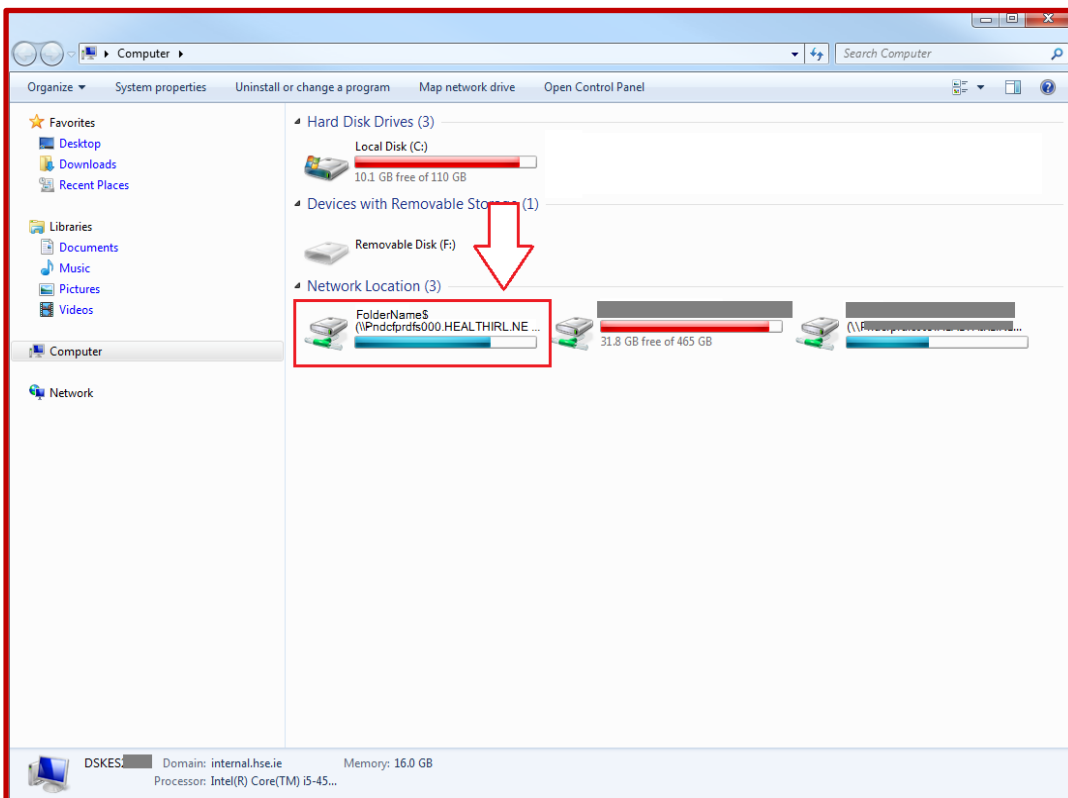 Computer
Search Computer
Organize
System properties
Uninstall or change a program
Map network drive
Open Control Panel
Favorites
Desktop
Downloads
Recent Places
Libraries
Documents
Music
Pictures
Videos
Computer
Network
Hard Disk Drives (3)
Local Disk (C:)
10.1 GB free of 110 GB
Devices with Removable Storage (1)
Removable Disk (F:)
Network Location (3)
FolderName$
(\\Pndcfprdfs000.HEALTHIRL.NE ...
31.8 GB free of 465 GB
DSKES
Domain: internal.hse.ie
Memory: 16.0 GB
Processor: Intel(R) Core(TM) i5-45...